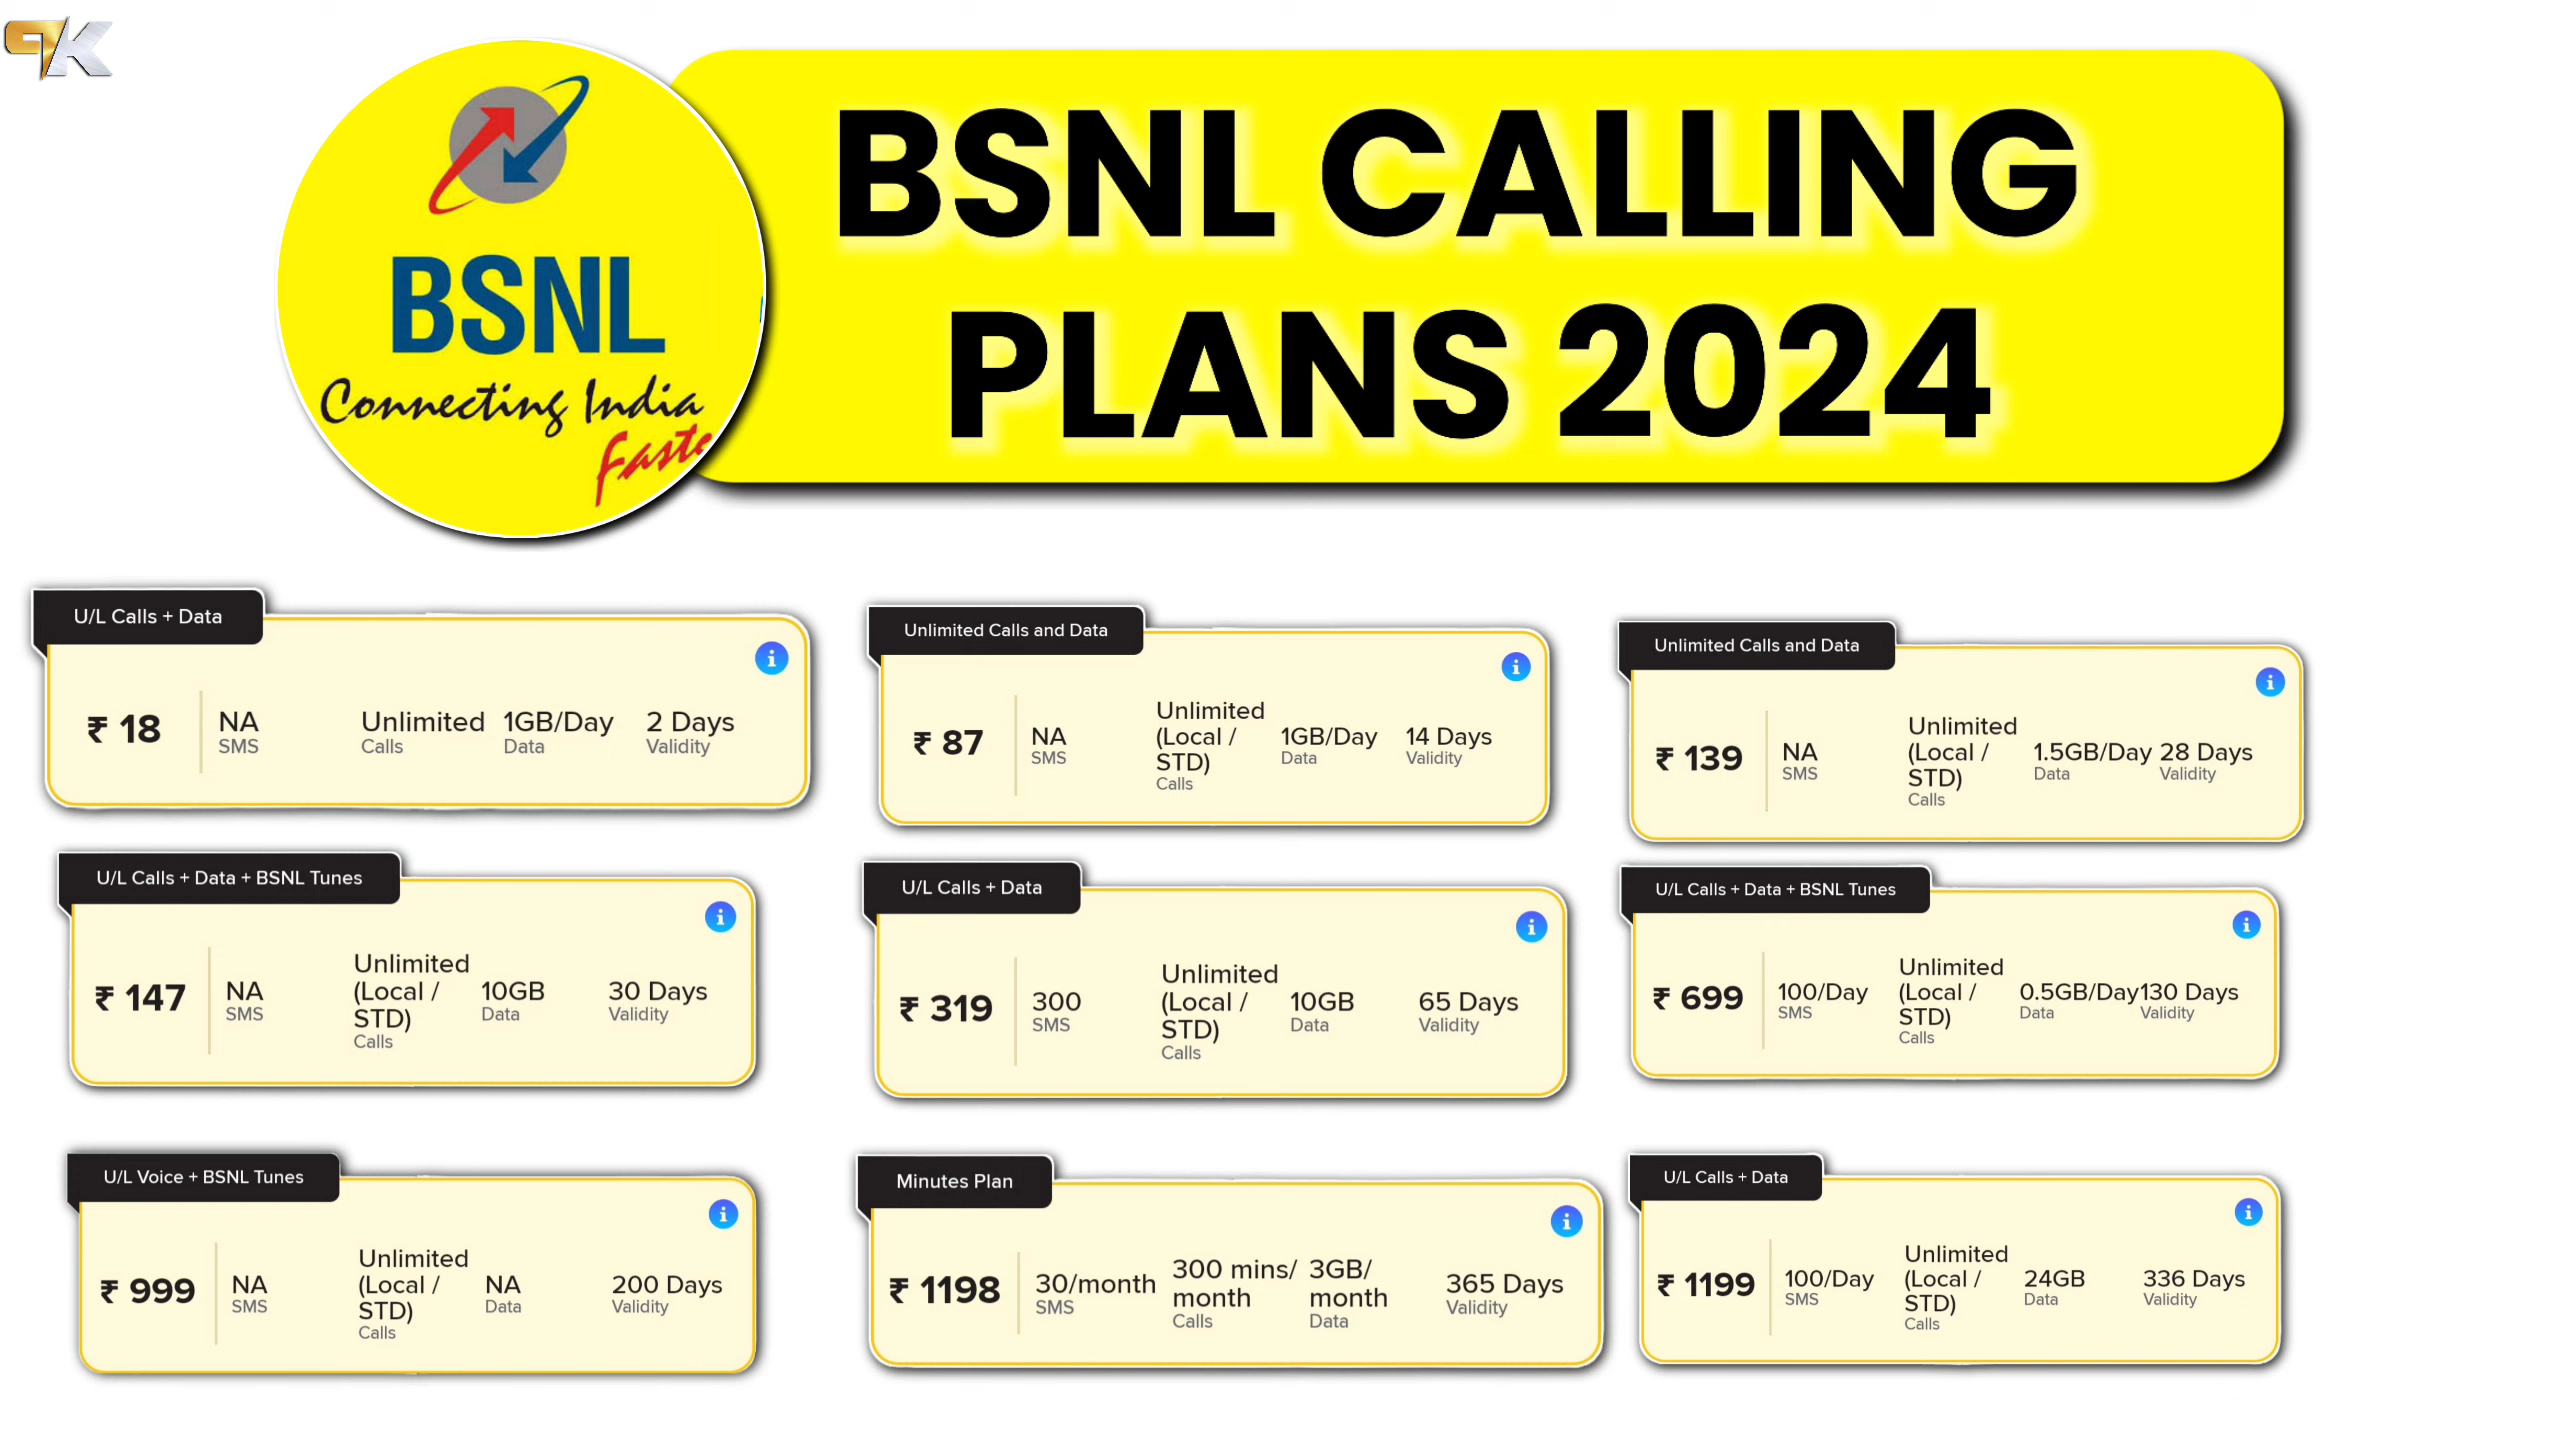 BSNL
Connecting India
BSNL CALLING
PLANS 2024
U/L Calls + Data
₹ 18
NA
SMS
Unlimited
Calls
1GB/Day
Data
2 Days
Validity
Unlimited Calls and Data
₹ 87
NA
SMS
Unlimited
(Local /
STD)
Calls
1GB/Day
Data
14 Days
Validity
Unlimited Calls and Data
₹ 139
NA
SMS
Unlimited
(Local /
STD)
Calls
1.5GB/Day
Data
28 Days
Validity
U/L Calls + Data + BSNL Tunes
₹ 147
NA
SMS
Unlimited
(Local /
STD)
Calls
10GB
Data
30 Days
Validity
U/L Calls + Data
₹ 319
300
SMS
Unlimited
(Local /
STD)
Calls
10GB
Data
65 Days
Validity
U/L Calls + Data + BSNL Tunes
₹ 699
100/Day
SMS
Unlimited
(Local /
STD)
Calls
0.5GB/Day
Data
130 Days
Validity
U/L Voice + BSNL Tunes
₹ 999
NA
SMS
Unlimited
(Local /
STD)
Calls
NA
Data
200 Days
Validity
Minutes Plan
₹ 1198
30/month
SMS
300 mins/
month
Calls
3GB/
month
Data
365 Days
Validity
U/L Calls + Data
₹ 1199
100/Day
SMS
Unlimited
(Local /
STD)
Calls
24GB
Data
336 Days
Validity